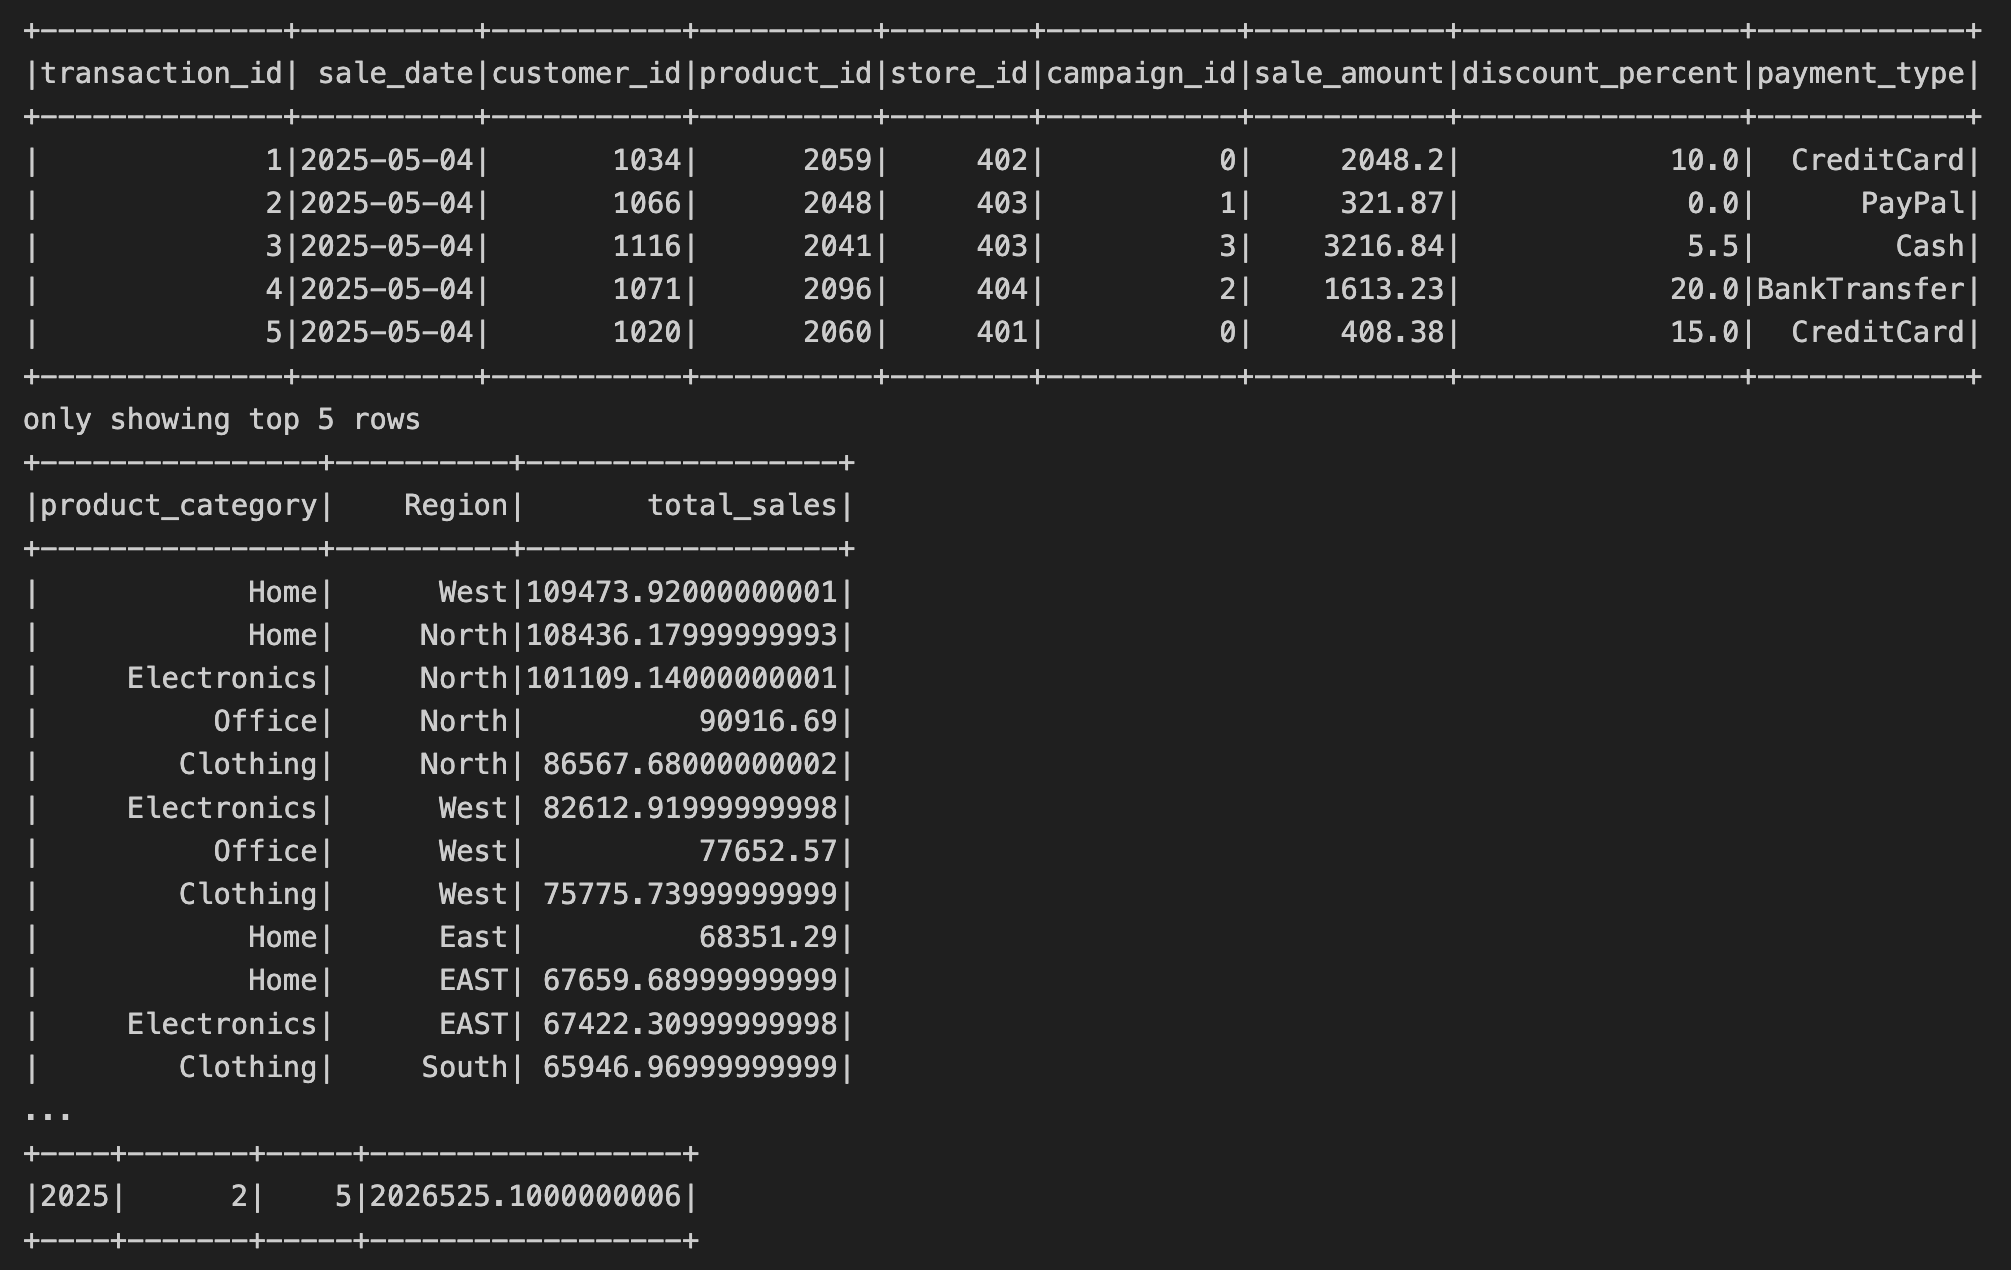 +--------------+----------+-----------+----------+--------+-----------+-----------+----------------+------------+
|transaction_id| sale_date|customer_id|product_id|store_id|campaign_id|sale_amount|discount_percent|payment_type|
+--------------+----------+-----------+----------+--------+-----------+-----------+----------------+------------+
|             1|2025-05-04|       1034|      2059|     402|          0|     2048.2|            10.0|  CreditCard|
|             2|2025-05-04|       1066|      2048|     403|          1|     321.87|             0.0|      PayPal|
|             3|2025-05-04|       1116|      2041|     403|          3|    3216.84|             5.5|        Cash|
|             4|2025-05-04|       1071|      2096|     404|          2|    1613.23|            20.0|BankTransfer|
|             5|2025-05-04|       1020|      2060|     401|          0|     408.38|            15.0|  CreditCard|
+--------------+----------+-----------+----------+--------+-----------+-----------+----------------+------------+
only showing top 5 rows
+----------------+----------+------------------+
|product_category|    Region|       total_sales|
+----------------+----------+------------------+
|            Home|      West|109473.92000000001|
|            Home|     North|108436.17999999993|
|     Electronics|     North|101109.14000000001|
|          Office|     North|          90916.69|
|        Clothing|     North| 86567.68000000002|
|     Electronics|      West| 82612.91999999998|
|          Office|      West|          77652.57|
|        Clothing|      West| 75775.73999999999|
|            Home|      East|          68351.29|
|            Home|      EAST| 67659.68999999999|
|     Electronics|      EAST| 67422.30999999998|
|        Clothing|     South| 65946.96999999999|
...
+----+-------+-----+------------------+
|2025|      2|    5|2026525.1000000006|
+----+-------+-----+------------------+